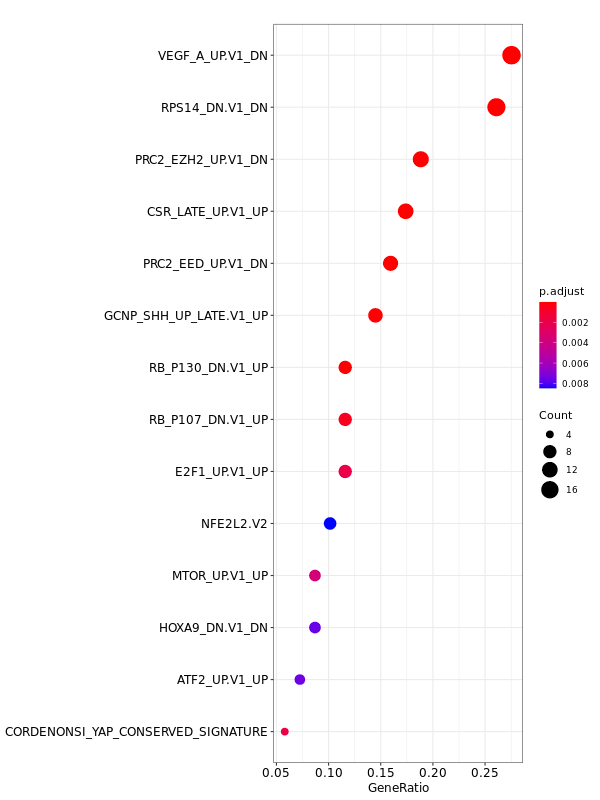 VEGF_A_UP.V1_DN
RPS14_DN.V1_DN
PRC2_EZH2_UP.V1_DN
CSR_LATE_UP.V1_UP
PRC2_EED_UP.V1_DN
GCNP_SHH_UP_LATE.V1_UP
RB_P130_DN.V1_UP
RB_P107_DN.V1_UP
E2F1_UP.V1_UP
NFE2L2.V2
MTOR_UP.V1_UP
HOXA9_DN.V1_DN
ATF2_UP.V1_UP
CORDENONSI_YAP_CONSERVED_SIGNATURE
0.05 0.10 0.15 0.20 0.25
GeneRatio
p.adjust
0.002
0.004
0.006
0.008
Count
4
8
12
16